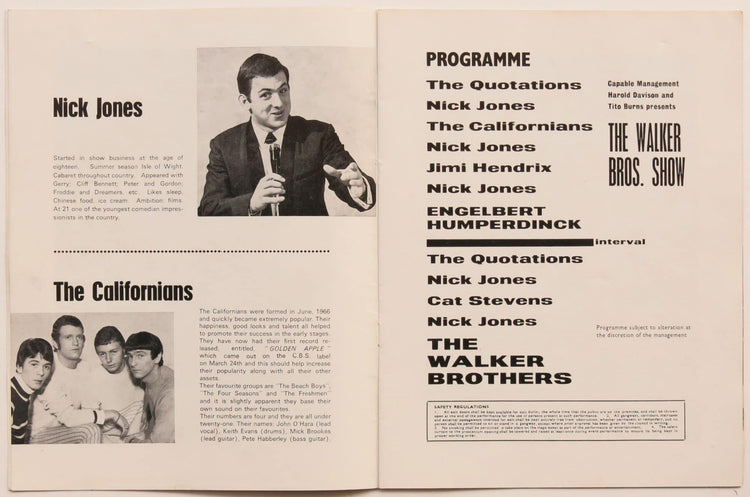 Nick Jones
Started in show business at the age of
eighteen. Summer season Isle of Wight.
Cabaret throughout country. Appeared with
Gerry; Cliff Bennett; Peter and Gordon;
Freddie and Dreamers, etc. Likes sleep,
Chinese food, ice cream. Ambition: films.
At 21 one of the youngest comedian impres-
sionists in the country.
The Californians
The Californians were formed in June, 1966
and quickly became extremely popular. Their
happiness, good looks and talent all helped
to promote their success in the early stages.
They have now had their first record re-
leased, entitled, "GOLDEN APPLE"
which came out on the C.B.S. label
on March 24th and this should help increase
their popularity along with all their other
assets.
Their favourite groups are "The Beach Boys",
"The Four Seasons" and "The Freshmen"
and it is slightly apparent they base their
own sound on their favourites.
Their numbers are four and they are all under
twenty-one. Their names: John O'Hara (lead
vocal), Keith Evans (drums), Mick Brookes
(lead guitar), Pete Habberley (bass guitar).
PROGRAMME
The Quotations
Nick Jones
The Californians
Nick Jones
Jimi Hendrix
Nick Jones
ENGELBERT
HUMPERDINCK
interval
The Quotations
Nick Jones
Cat Stevens
Nick Jones
THE
WALKER
BROTHERS
Capable Management
Harold Davison and
Tito Burns presents
THE WALKER
BROS. SHOW
Programme subject to alteration at
the discretion of the management
SAFETY REGULATIONS